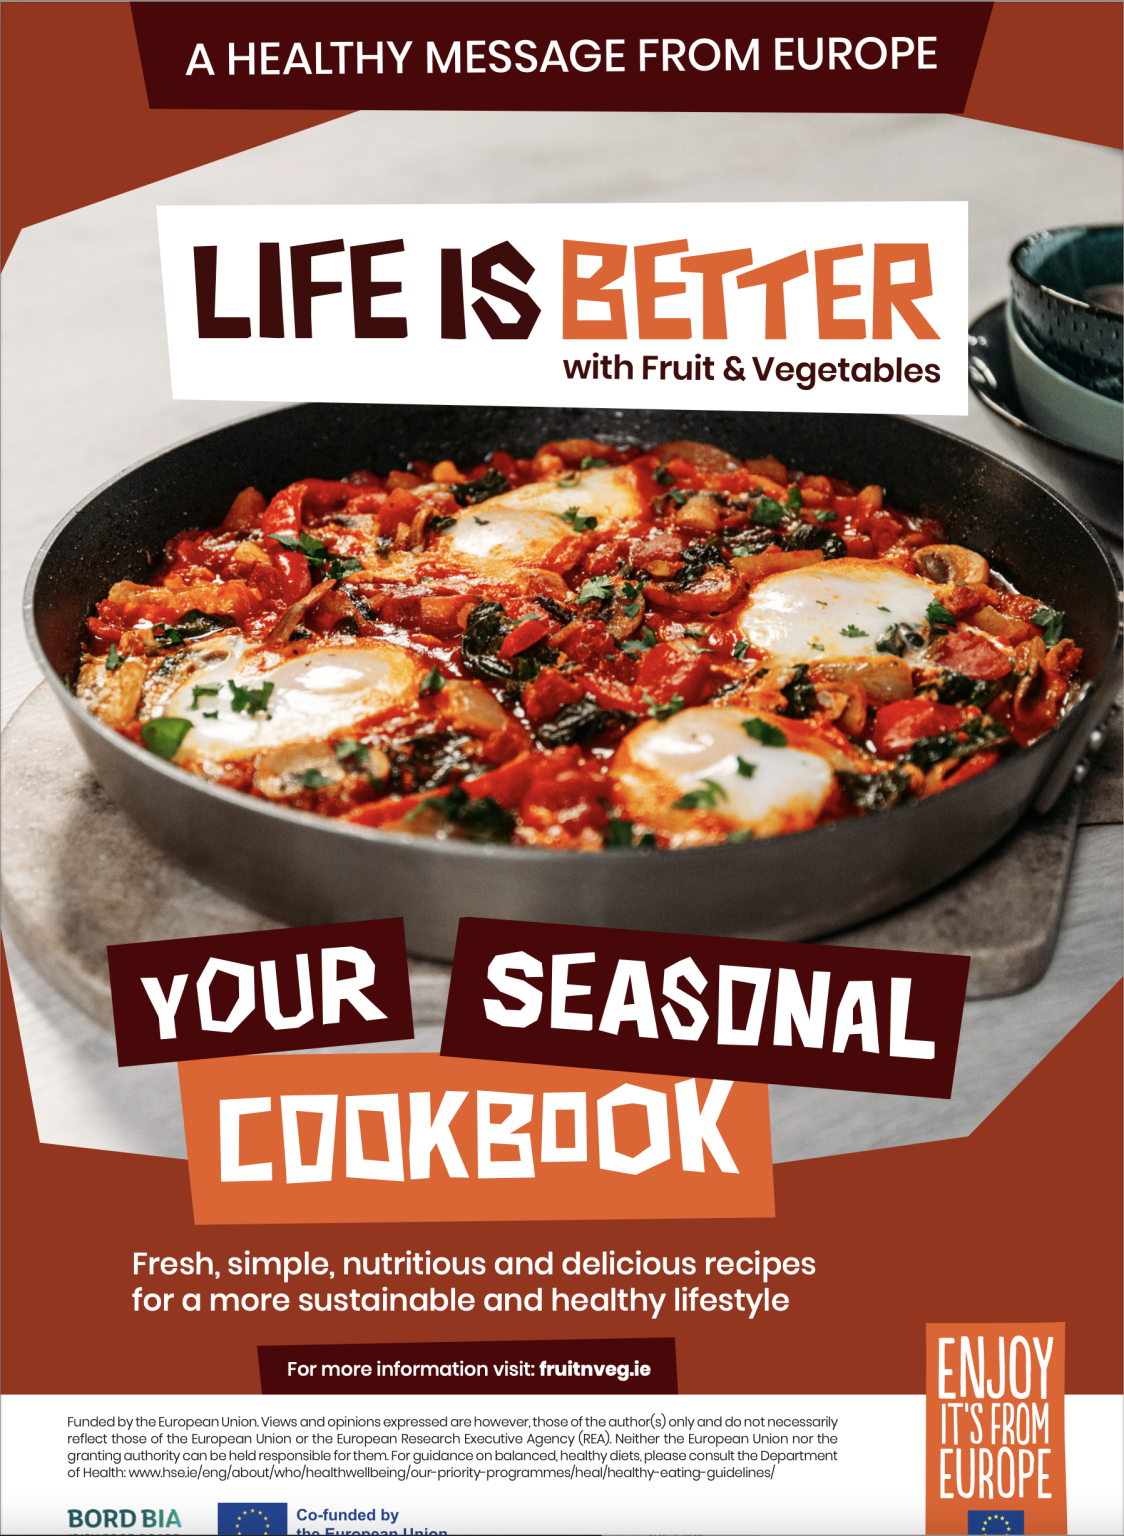 A HEALTHY MESSAGE FROM EUROPE
LIFE IS BETTER
with Fruit & Vegetables
YOUR SEASONAL
COOKBOOK
Fresh, simple, nutritious and delicious recipes
for a more sustainable and healthy lifestyle
For more information visit: fruitnveg.ie
Funded by the European Union. Views and opinions expressed are however, those of the author(s) only and do not necessarily
reflect those of the European Union or the European Research Executive Agency (REA). Neither the European Union nor the
granting authority can be held responsible for them. For guidance on balanced, healthy diets, please consult the Department
of Health: www.hse.ie/eng/about/who/healthwellbeing/our-priority-programmes/heal/healthy-eating-guidelines/
BORD BIA
Co-funded by
the European Union
ENJOY
IT'S FROM
EUROPE